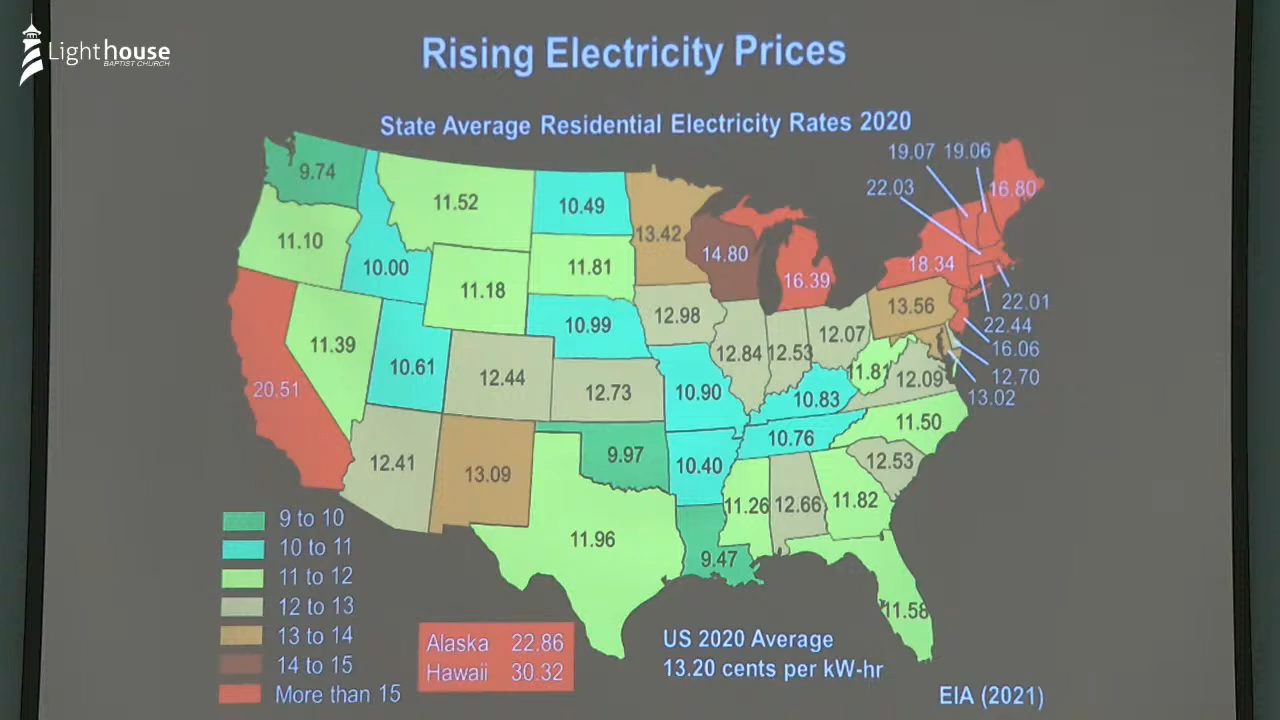 Lighthouse
BAPTIST CHURCH
Rising Electricity Prices
State Average Residential Electricity Rates 2020
19.07 19.06
22.03
16.80
9.74
11.52
10.49
13.42
11.10
14.80
10.00
11.81
18.34
16.39
11.18
22.01
13.56
12.98
10.99
22.44
12.07
11.39
12.84
12.53
16.06
10.61
12.44
11.81
12.09
12.70
20.51
12.73
10.90
10.83
13.02
11.50
10.76
9.97
12.41
10.40
12.53
13.09
11.26
12.66
11.82
11.96
9.47
11.58
9 to 10
10 to 11
11 to 12
12 to 13
13 to 14
14 to 15
More than 15
Alaska 22.86
Hawaii 30.32
US 2020 Average
13.20 cents per kW-hr
EIA (2021)